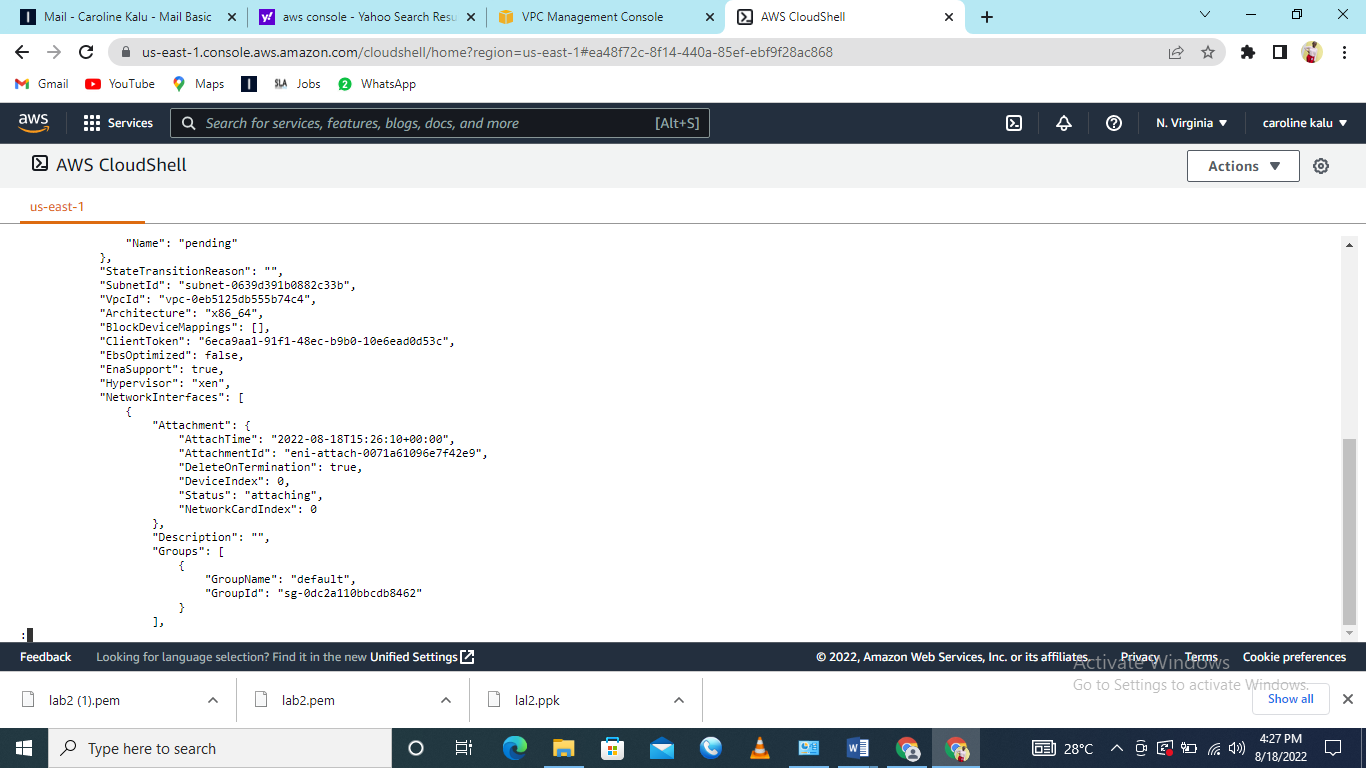 Mail - Caroline Kalu - Mail Basic
aws console - Yahoo Search Resu
VPC Management Console
AWS CloudShell
us-east-1.console.aws.amazon.com/cloudshell/home?region=us-east-1#ea48f72c-8f14-440a-85ef-ebf9f28ac868
Gmail
YouTube
Maps
SLA Jobs
2 WhatsApp
aws
Services
Search for services, features, blogs, docs, and more [Alt+S]
N. Virginia ▼
caroline kalu ▼
AWS CloudShell
Actions ▼
us-east-1
"Name": "pending"
},
"StateTransitionReason": "",
"SubnetId": "subnet-0639d391b0882c33b",
"VpcId": "vpc-0eb5125db555b74c4",
"Architecture": "x86_64",
"BlockDeviceMappings": [],
"ClientToken": "6eca9aa1-91f1-48ec-b9b0-10e6ead0d53c",
"EbsOptimized": false,
"EnaSupport": true,
"Hypervisor": "xen",
"NetworkInterfaces": [
{
"Attachment": {
"AttachTime": "2022-08-18T15:26:10+00:00",
"AttachmentId": "eni-attach-0071a61096e7f42e9",
"DeleteOnTermination": true,
"DeviceIndex": 0,
"Status": "attaching",
"NetworkCardIndex": 0
},
"Description": "",
"Groups": [
{
"GroupName": "default",
"GroupId": "sg-0dc2a110bbcdb8462"
}
],
:
Feedback
Looking for language selection? Find it in the new Unified Settings
© 2022, Amazon Web Services, Inc. or its affiliates.
Privacy
Terms
Cookie preferences
Activate Windows
Go to Settings to activate Windows.
lab2 (1).pem
lab2.pem
lal2.ppk
Show all
Type here to search
28°C
4:27 PM
8/18/2022